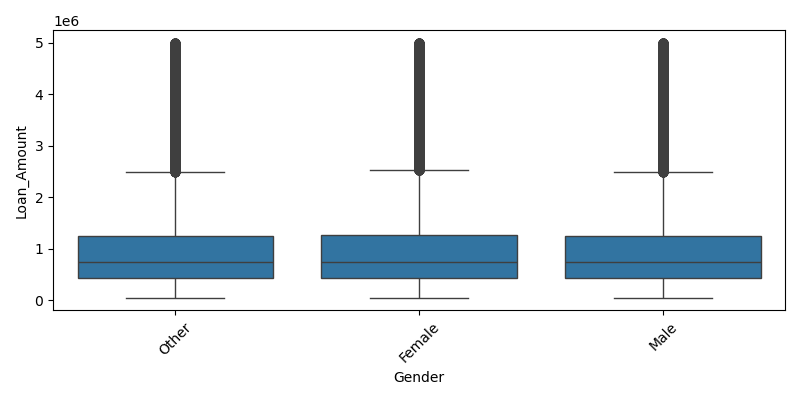 1e6
5
4
3
2
1
0
Loan_Amount
Other
Female
Male
Gender